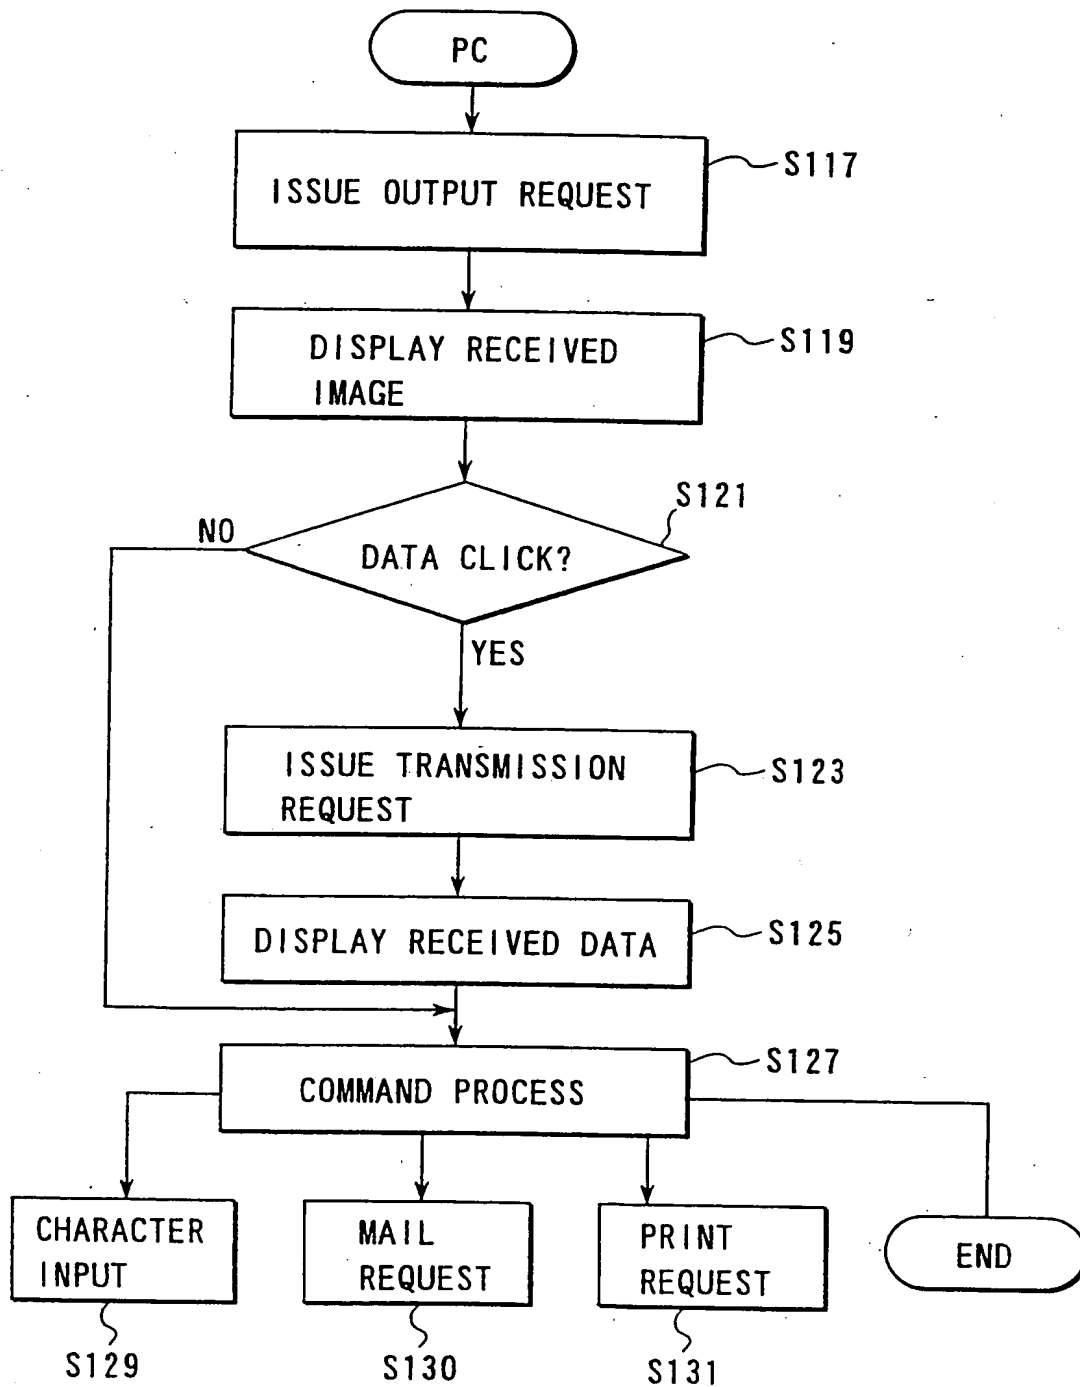 PC
ISSUE OUTPUT REQUEST
S117
DISPLAY RECEIVED
IMAGE
S119
S121
NO
DATA CLICK?
YES
ISSUE TRANSMISSION
REQUEST
S123
DISPLAY RECEIVED DATA
S125
COMMAND PROCESS
S127
CHARACTER
INPUT
MAIL
REQUEST
PRINT
REQUEST
END
S129
S130
S131